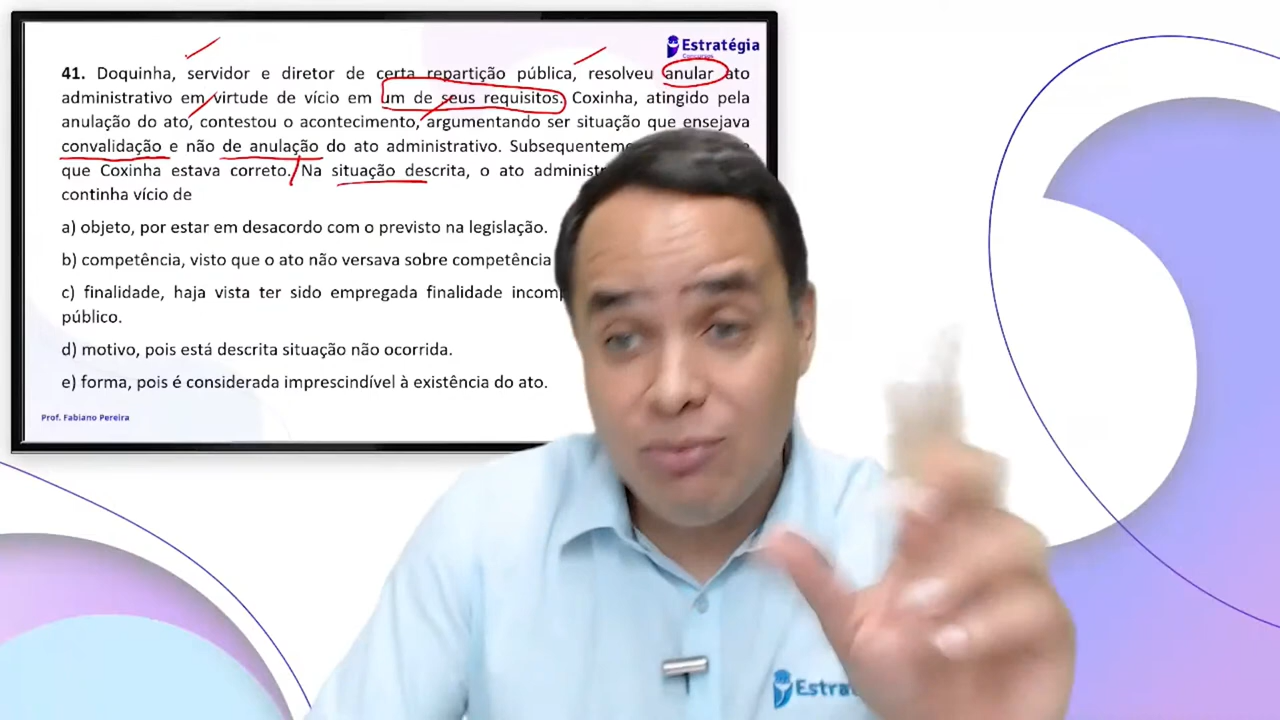 Estratégia
Concursos
41. Doquinha, servidor e diretor de certa repartição pública, resolveu anular ato
administrativo em virtude de vício em um de seus requisitos. Coxinha, atingido pela
anulação do ato, contestou o acontecimento, argumentando ser situação que ensejava
convalidação e não de anulação do ato administrativo.
que Coxinha estava correto. Na situação descrita, o ato
continha vício de
a) objeto, por estar em desacordo com o previsto na legislação.
b) competência, visto que o ato não versava sobre competência
c) finalidade, haja vista ter sido empregada finalidade
público.
d) motivo, pois está descrita situação não ocorrida.
e) forma, pois é considerada imprescindível à existência do ato.
Prof. Fabiano Pereira